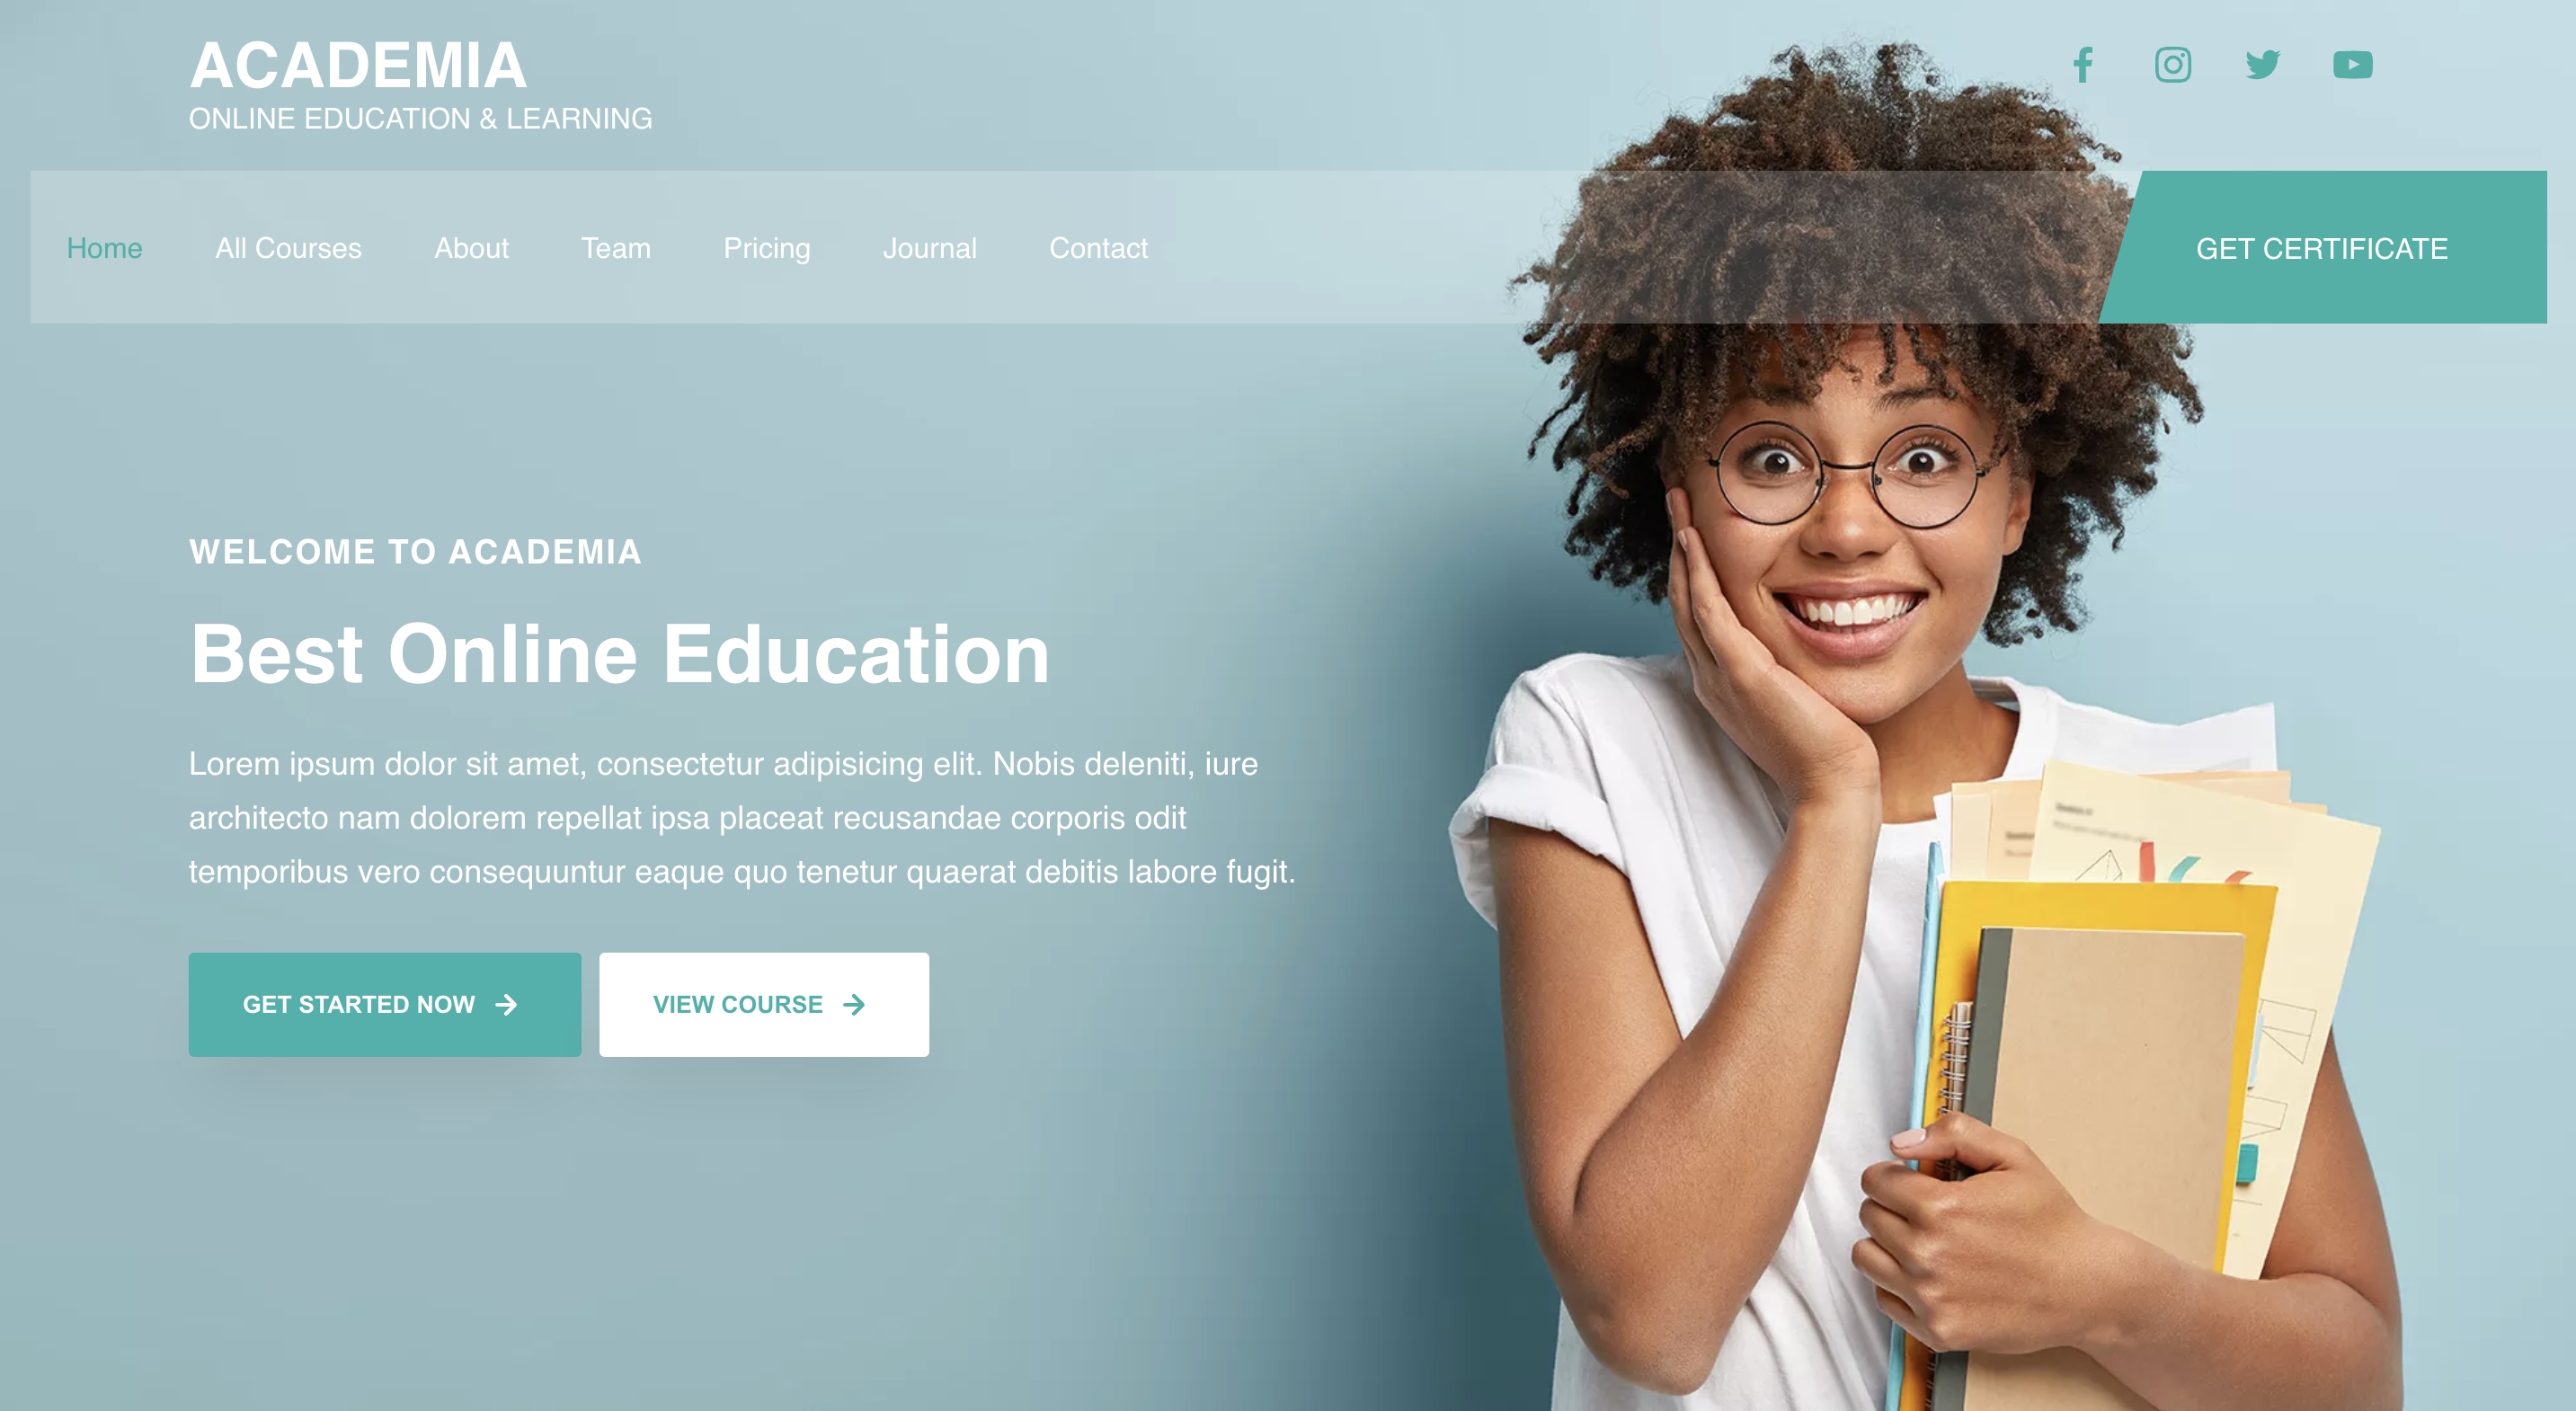 ACADEMIA
ONLINE EDUCATION & LEARNING
Home All Courses About Team Pricing Journal Contact GET CERTIFICATE
WELCOME TO ACADEMIA
Best Online Education
Lorem ipsum dolor sit amet, consectetur adipisicing elit. Nobis deleniti, iure
architecto nam dolorem repellat ipsa placeat recusandae corporis odit
temporibus vero consequuntur eaque quo tenetur quaerat debitis labore fugit.
GET STARTED NOW VIEW COURSE